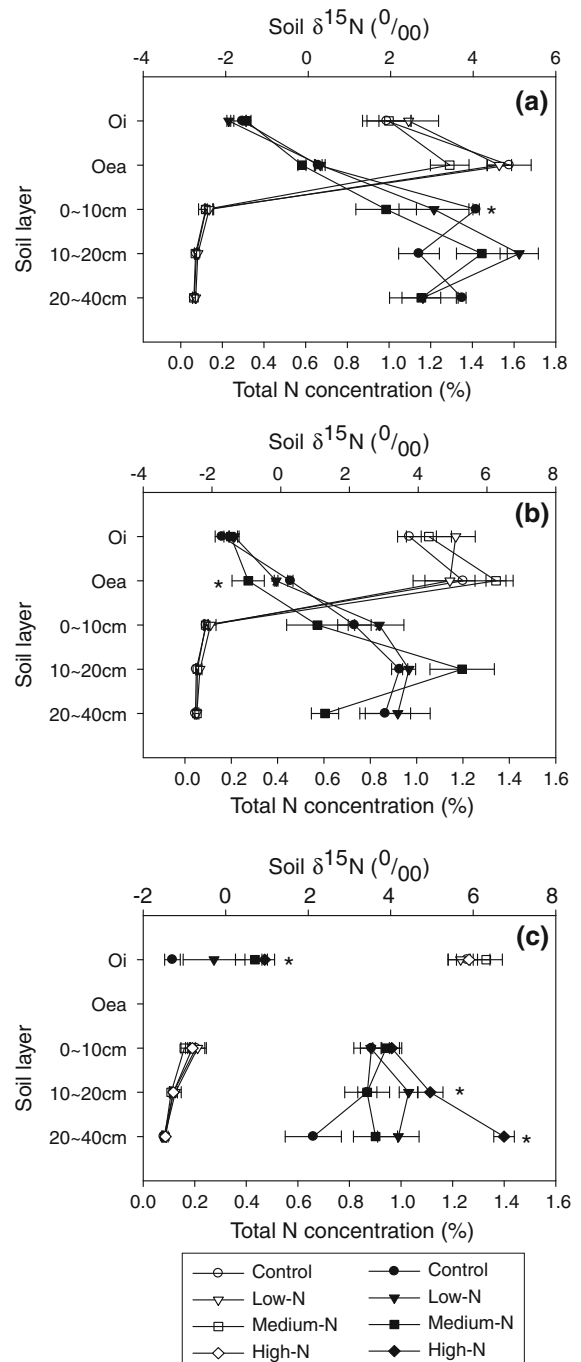 Soil δ15N (0/00)
-4 -2 0 2 4 6
(a)
Oi
Oea
0~10cm
*
10~20cm
20~40cm
Soil layer
0.0 0.2 0.4 0.6 0.8 1.0 1.2 1.4 1.6 1.8
Total N concentration (%)
Soil δ15N (0/00)
-4 -2 0 2 4 6 8
(b)
Oi
Oea
*
0~10cm
10~20cm
20~40cm
Soil layer
0.0 0.2 0.4 0.6 0.8 1.0 1.2 1.4 1.6
Total N concentration (%)
Soil δ15N (0/00)
-2 0 2 4 6 8
(c)
Oi
*
Oea
0~10cm
10~20cm
*
20~40cm
*
Soil layer
0.0 0.2 0.4 0.6 0.8 1.0 1.2 1.4 1.6
Total N concentration (%)
Control Control
Low-N Low-N
Medium-N Medium-N
High-N High-N